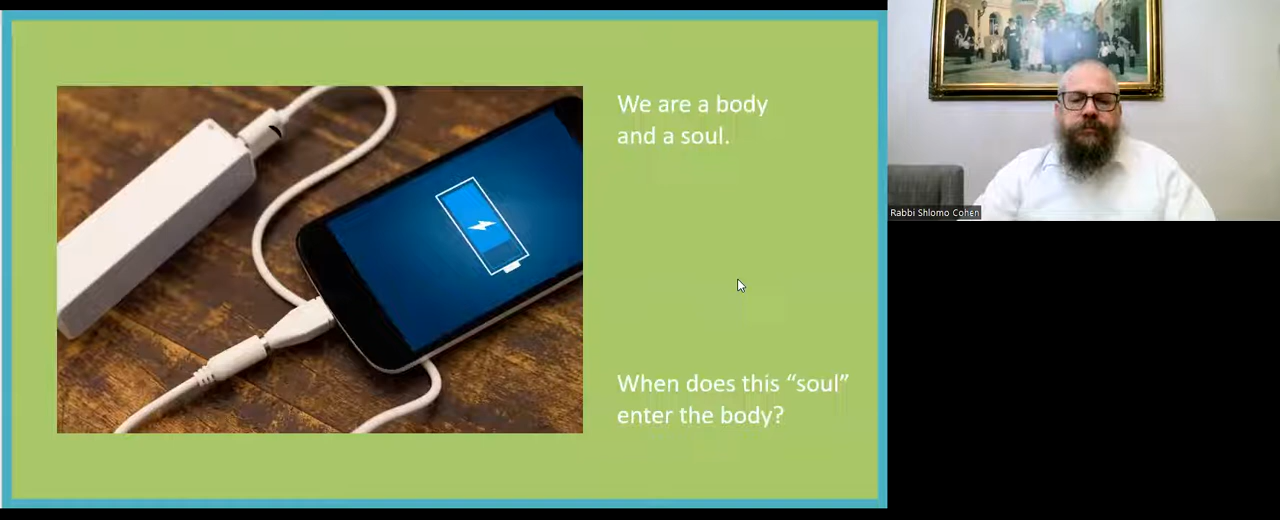 We are a body
and a soul.
When does this “soul”
enter the body?
Rabbi Shlomo Cohen